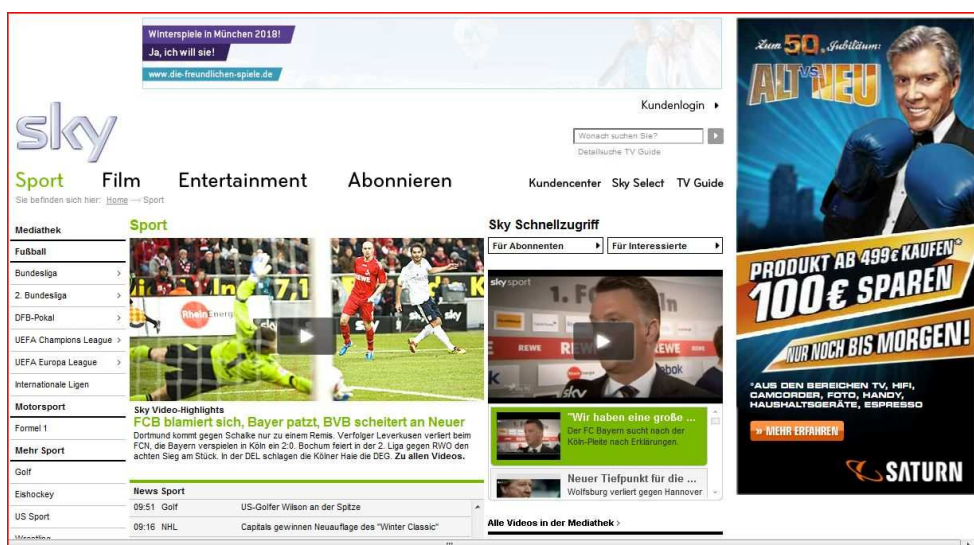 Winterspiele in München 2018!
Ja, ich will sie!
www.die-freundlichen-spiele.de
Kundenlogin
sky
Wonach suchen Sie?
Detailsuche TV Guide
Sport Film Entertainment Abonnieren
Kundencenter Sky Select TV Guide
Sie befinden sich hier: Home Sport
Mediathek
Fußball
Bundesliga
2. Bundesliga
DFB-Pokal
UEFA Champions League
UEFA Europa League
Internationale Ligen
Motorsport
Formel 1
Mehr Sport
Golf
Eishockey
US Sport
Wrestling
Sport
RheinEnergie
sky
Sky Video-Highlights
FCB blamiert sich, Bayer patzt, BVB scheitert an Neuer
Dortmund kommt gegen Schalke nur zu einem Remis. Verfolger Leverkusen verliert beim
FCN, die Bayern verspielen in Köln ein 2:0. Bochum feiert in der 2. Liga gegen RWO den
achten Sieg am Stück. In der DEL schlagen die Kölner Haie die DEG. Zu allen Videos.
News Sport
09:51 Golf US-Golfer Wilson an der Spitze
09:16 NHL Capitals gewinnen Neuauflage des "Winter Classic"
Sky Schnellzugriff
Für Abonnenten Für Interessierte
sky sport
REWE
"Wir haben eine große ...
Der FC Bayern sucht nach der
Köln-Pleite nach Erklärungen.
Neuer Tiefpunkt für die ...
Wolfsburg verliert gegen Hannover
Alle Videos in der Mediathek
Zum 50. Jubiläum:
ALT VS. NEU
PRODUKT AB 499€ KAUFEN*
100€ SPAREN
NUR NOCH BIS MORGEN!
*AUS DEN BEREICHEN TV, HIFI,
CAMCORDER, FOTO, HANDY,
HAUSHALTSGERÄTE, ESPRESSO
» MEHR ERFAHREN
SATURN